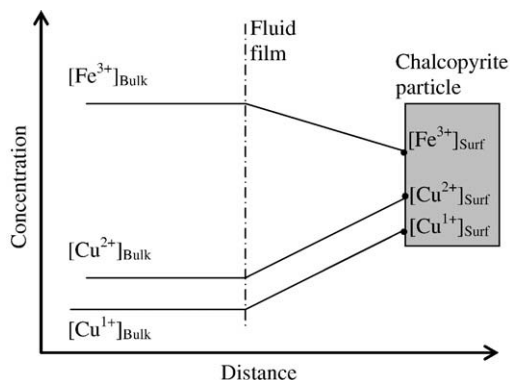 Fluid
film
[Fe³⁺]Bulk
Chalcopyrite
particle
[Fe³⁺]Surf
[Cu²⁺]Surf
[Cu¹⁺]Surf
[Cu²⁺]Bulk
[Cu¹⁺]Bulk
Concentration
Distance